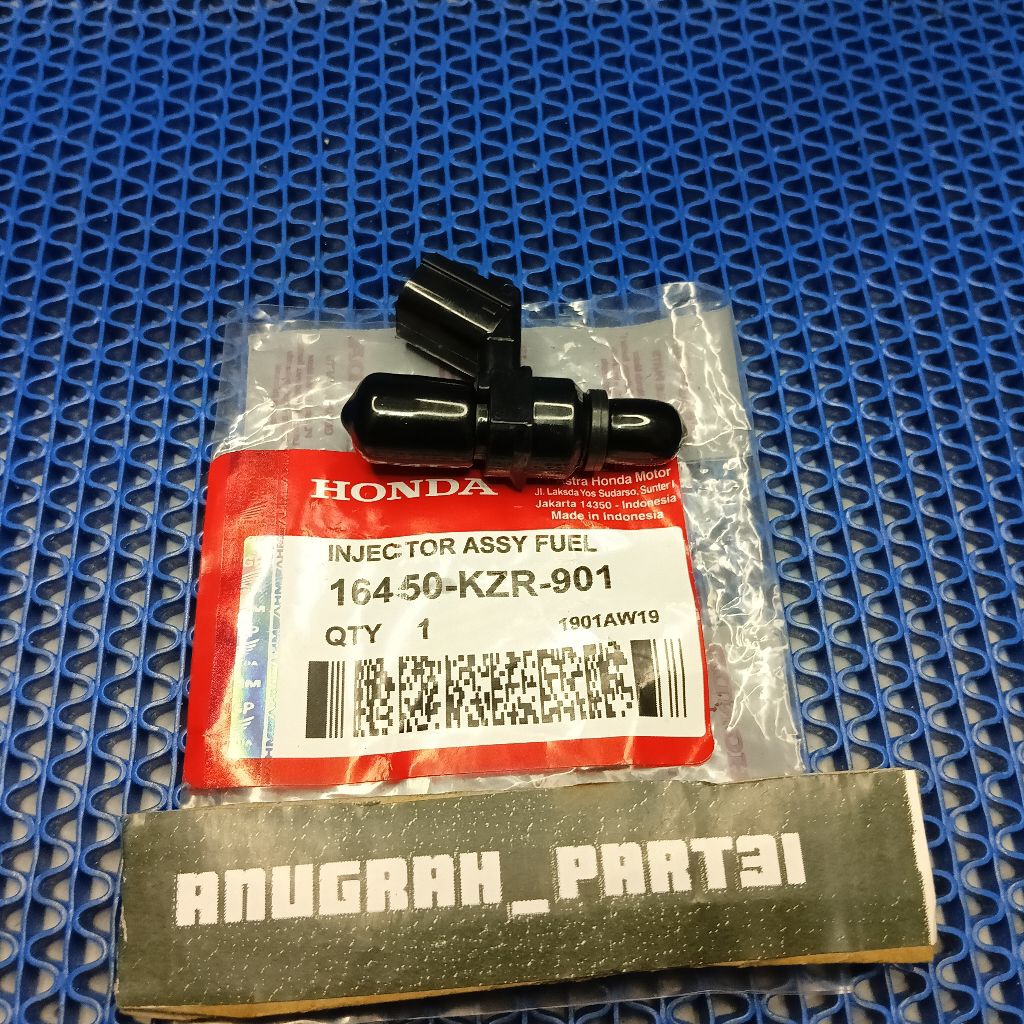 HONDA
stra Honda Motor
Jl. Laksda Yos Sudarso, Sunter I
Jakarta 14350 - Indonesia
Made in Indonesia
INJECTOR ASSY FUEL
16450-KZR-901
QTY 1
1901AW19
ANUGRAH_PART31